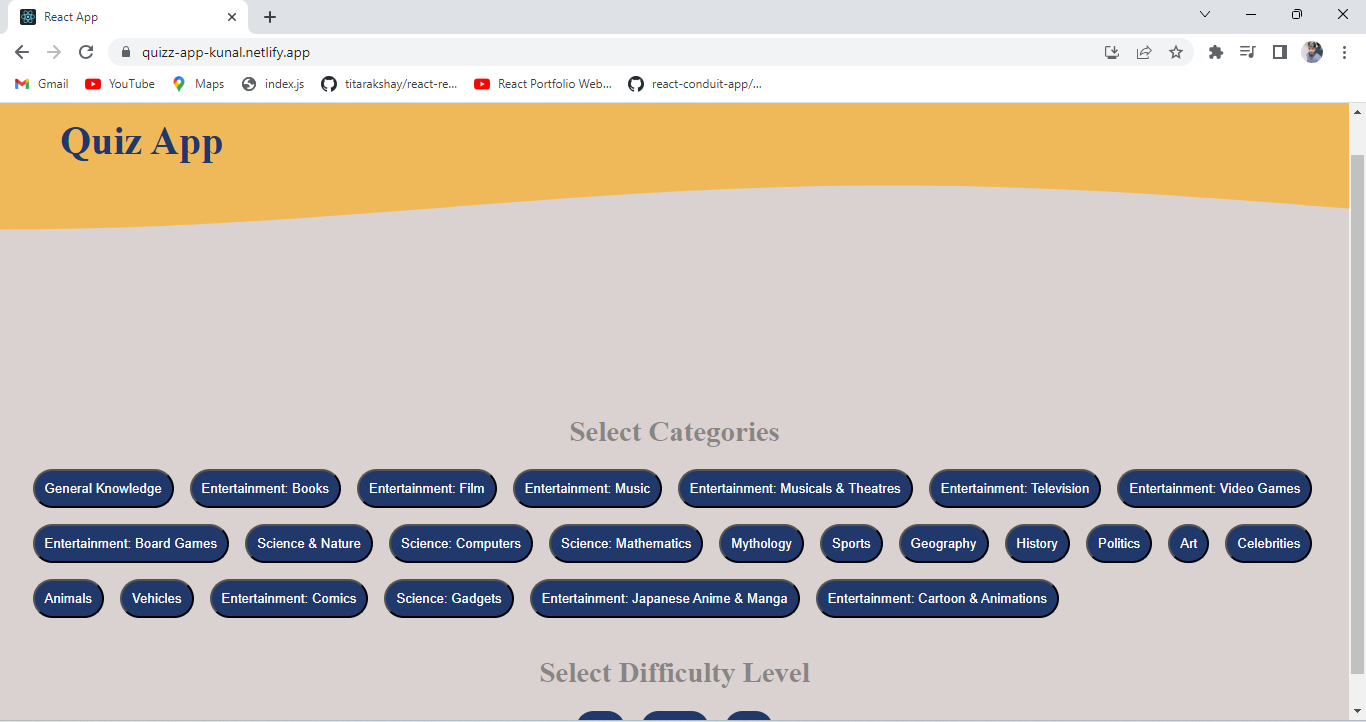 React App
quizz-app-kunal.netlify.app
Gmail YouTube Maps index.js titarakshay/react-re... React Portfolio Web... react-conduit-app/...
Quiz App
Select Categories
General Knowledge Entertainment: Books Entertainment: Film Entertainment: Music Entertainment: Musicals & Theatres Entertainment: Television Entertainment: Video Games
Entertainment: Board Games Science & Nature Science: Computers Science: Mathematics Mythology Sports Geography History Politics Art Celebrities
Animals Vehicles Entertainment: Comics Science: Gadgets Entertainment: Japanese Anime & Manga Entertainment: Cartoon & Animations
Select Difficulty Level